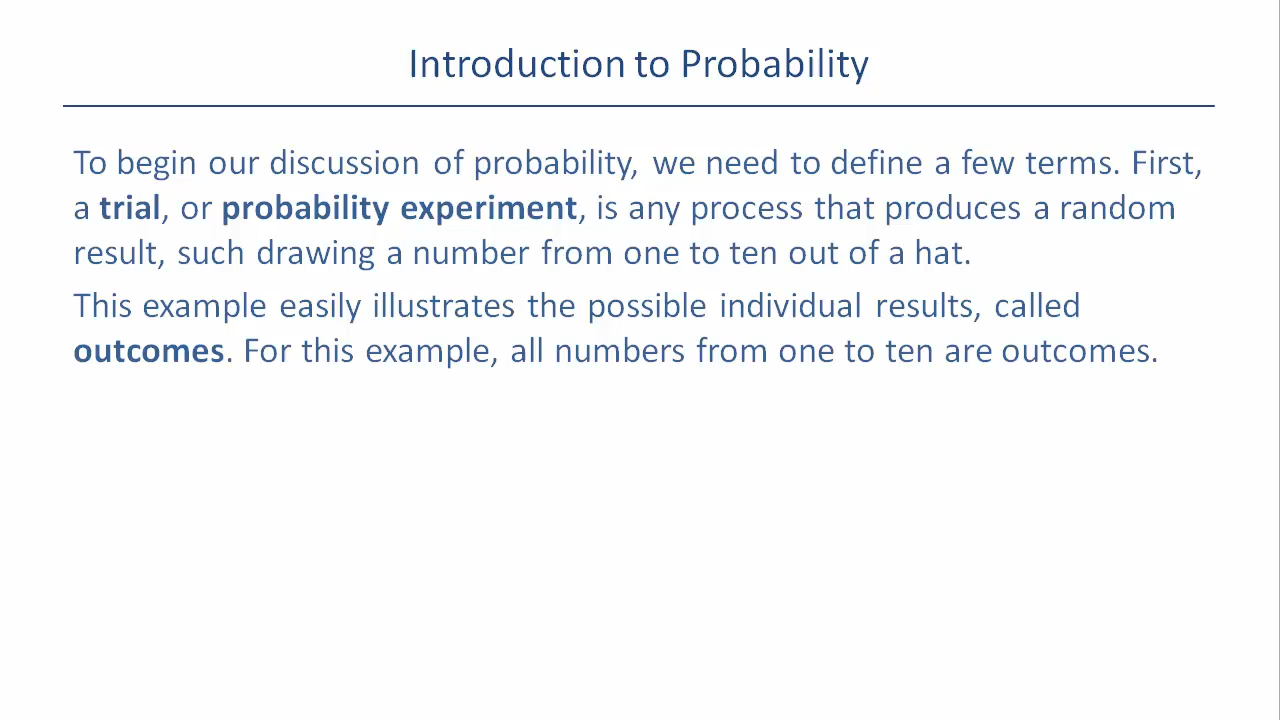 Introduction to Probability
To begin our discussion of probability, we need to define a few terms. First,
a trial, or probability experiment, is any process that produces a random
result, such drawing a number from one to ten out of a hat.
This example easily illustrates the possible individual results, called
outcomes. For this example, all numbers from one to ten are outcomes.